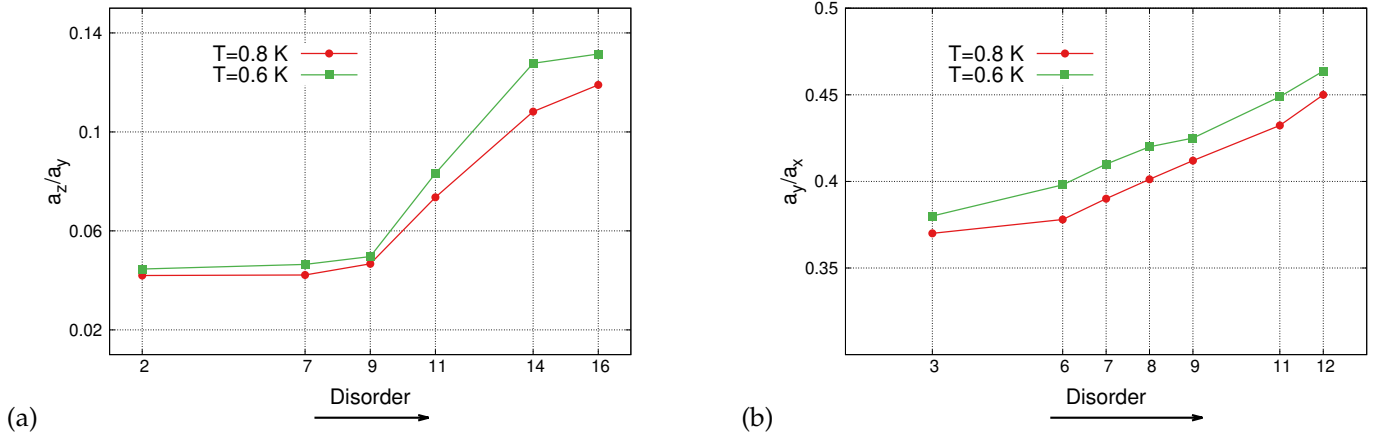 0.14
0.1
0.06
0.02
a_z/a_y
T=0.8 K
T=0.6 K
2 7 9 11 14 16
Disorder
(a)
0.5
0.45
0.4
0.35
a_y/a_x
T=0.8 K
T=0.6 K
3 6 7 8 9 11 12
Disorder
(b)